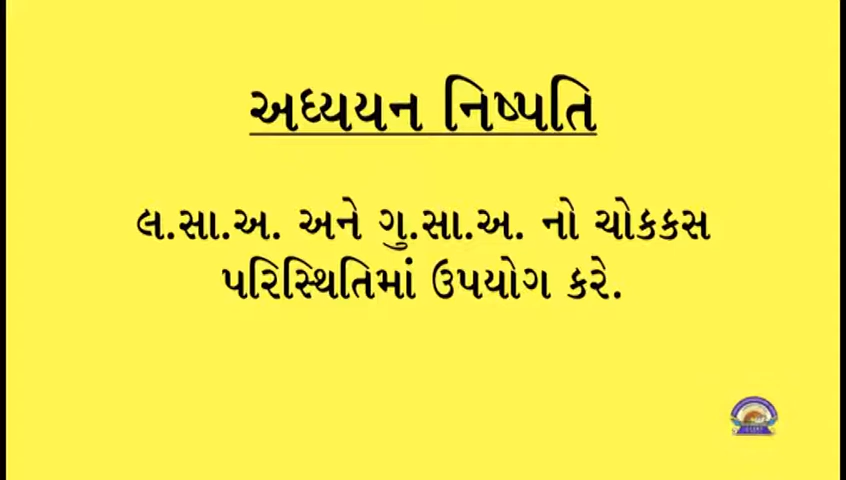 અધ્યયન નિષ્પતિ
લ.સા.અ. અને ગુ.સા.અ. નો ચોકકસ
પરિસ્થિતિમાં ઉપયોગ કરે.